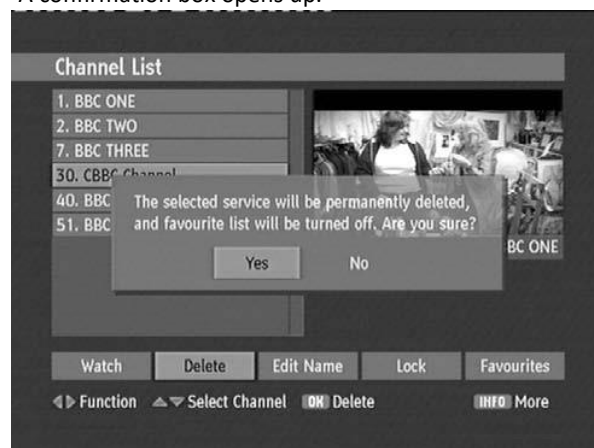 A confirmation box opens up.
Channel List
1. BBC ONE
2. BBC TWO
7. BBC THREE
30. CBBC Channel
40. BBC
51. BBC
The selected service will be permanently deleted,
and favourite list will be turned off. Are you sure?
Yes No
BC ONE
Watch Delete Edit Name Lock Favourites
Function Select Channel OK Delete INFO More